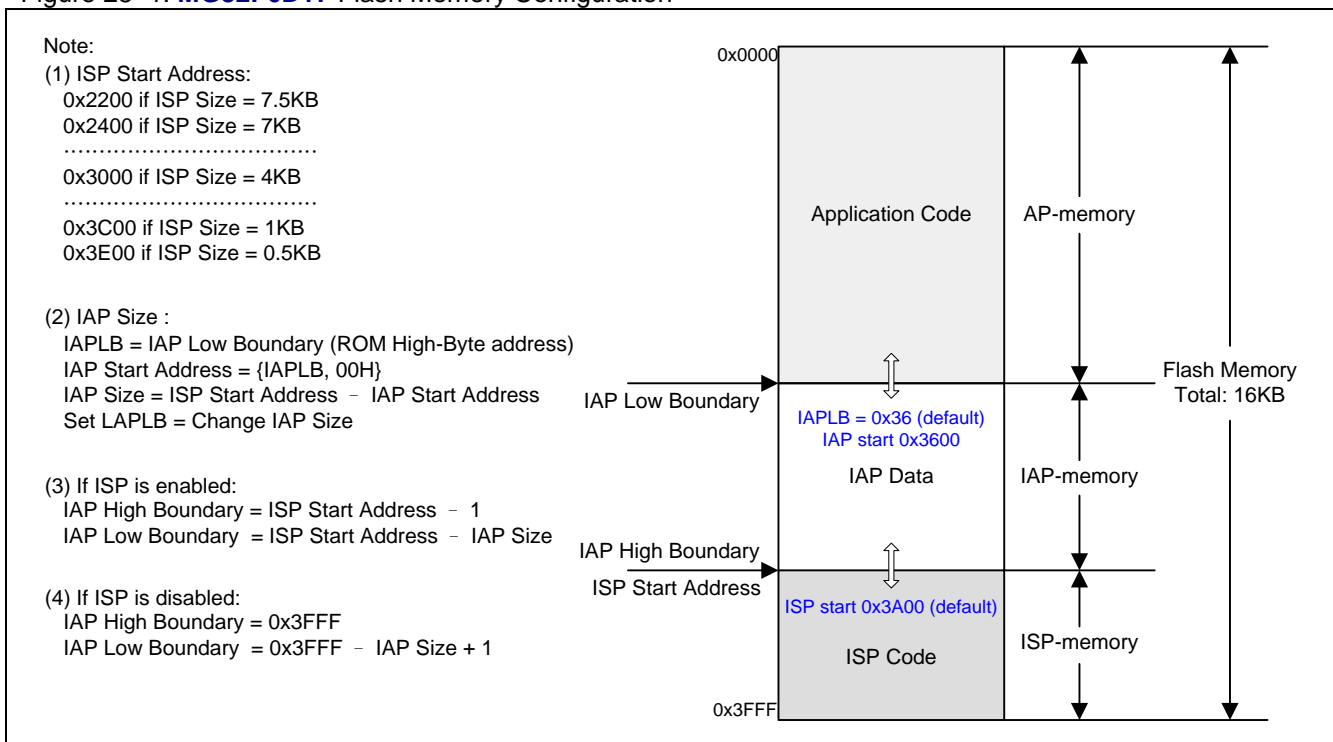 Flash Memory Configuration
Note:
(1) ISP Start Address:
0x2200 if ISP Size = 7.5KB
0x2400 if ISP Size = 7KB
………………………………
0x3000 if ISP Size = 4KB
………………………………
0x3C00 if ISP Size = 1KB
0x3E00 if ISP Size = 0.5KB
(2) IAP Size :
IAPLB = IAP Low Boundary (ROM High-Byte address)
IAP Start Address = {IAPLB, 00H}
IAP Size = ISP Start Address – IAP Start Address
Set LAPLB = Change IAP Size
(3) If ISP is enabled:
IAP High Boundary = ISP Start Address – 1
IAP Low Boundary = ISP Start Address – IAP Size
(4) If ISP is disabled:
IAP High Boundary = 0x3FFF
IAP Low Boundary = 0x3FFF – IAP Size + 1
0x0000
Application Code
AP-memory
Flash Memory
Total: 16KB
IAP Low Boundary
IAPLB = 0x36 (default)
IAP start 0x3600
IAP Data
IAP-memory
IAP High Boundary
ISP Start Address
ISP start 0x3A00 (default)
ISP Code
ISP-memory
0x3FFF